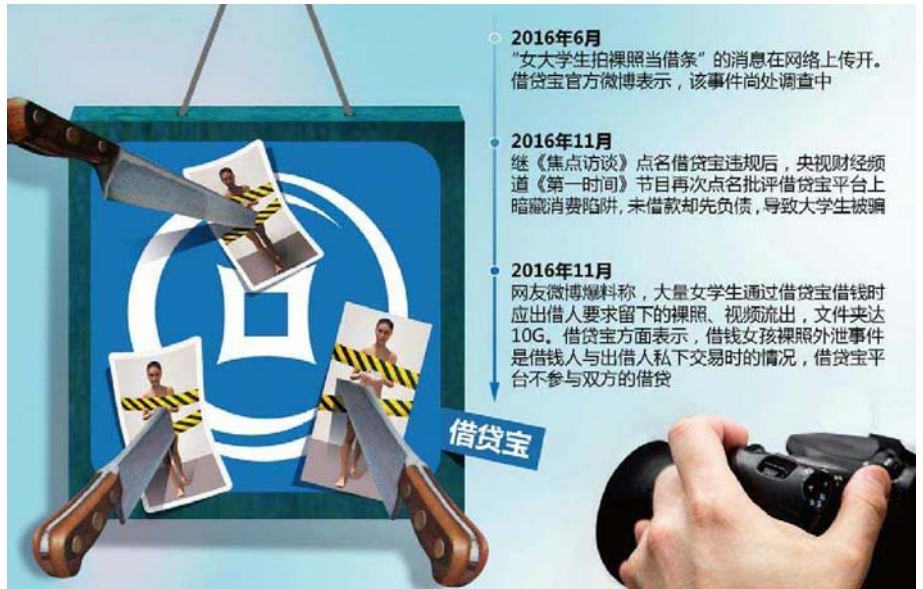 2016年6月
“女大学生拍裸照当借条”的消息在网络上传开。
借贷宝官方微博表示，该事件尚处调查中
2016年11月
继《焦点访谈》点名借贷宝违规后，央视财经频
道《第一时间》节目再次点名批评借贷宝平台上
暗藏消费陷阱，未借款却先负债，导致大学生被骗
2016年11月
网友微博爆料称，大量女学生通过借贷宝借钱时
应出借人要求留下的裸照、视频流出，文件夹达
10G。借贷宝方面表示，借钱女孩裸照外泄事件
是借钱人与出借人私下交易时的情况，借贷宝平
台不参与双方的借贷
借贷宝